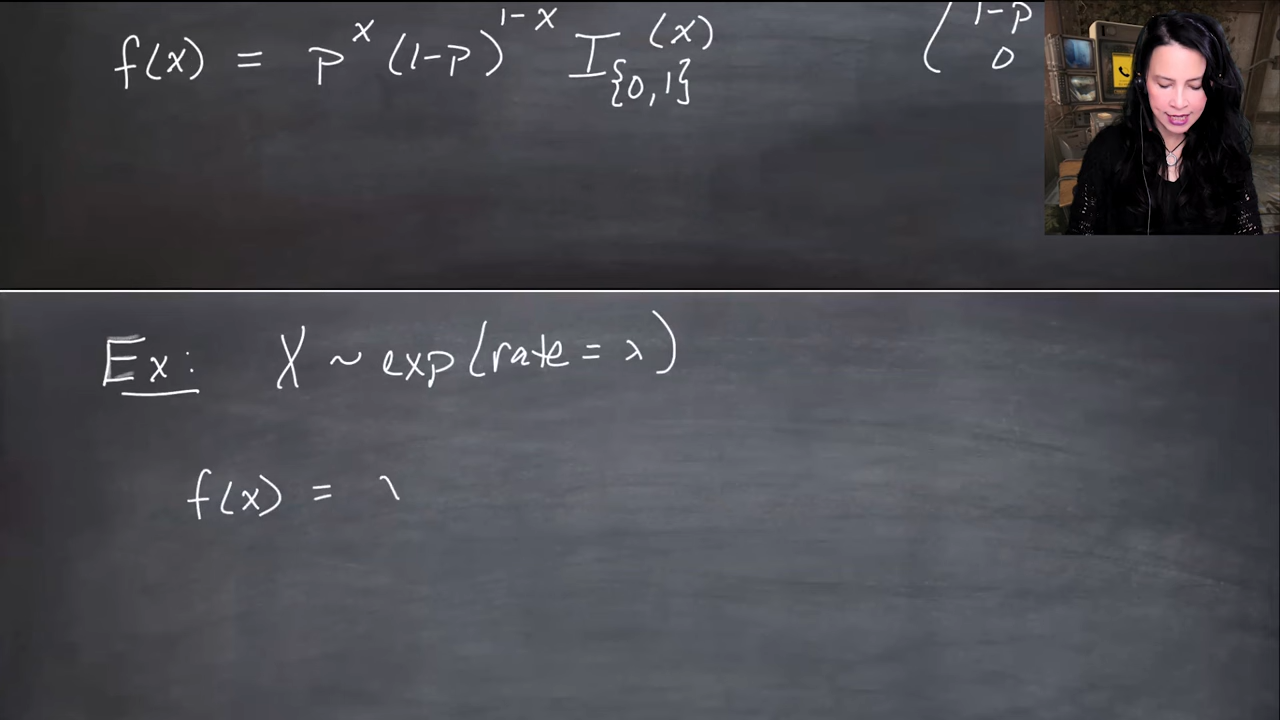 f(x) = p^x (1-p)^{1-x} I_{{0,1}}(x)
( 1-p
0
Ex: X ~ exp(rate = λ)
f(x) = λ